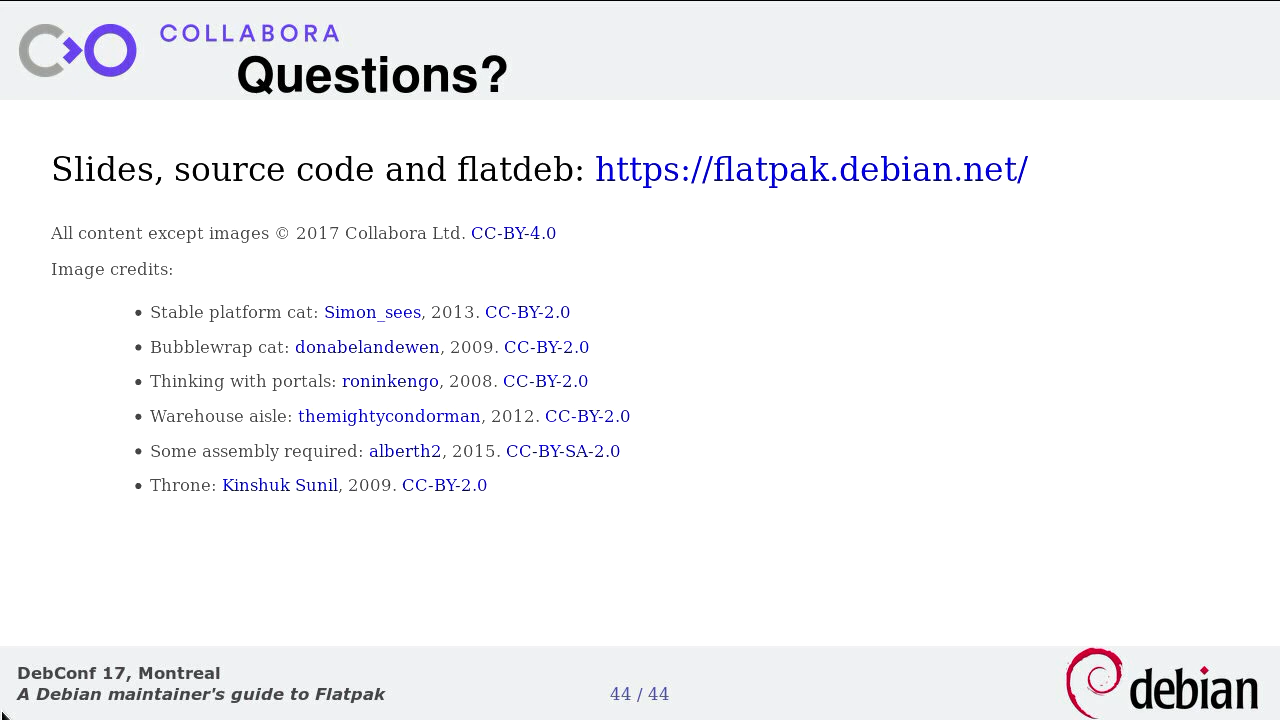 COLLABORA
Questions?
Slides, source code and flatdeb: https://flatpak.debian.net/
All content except images © 2017 Collabora Ltd. CC-BY-4.0
Image credits:
• Stable platform cat: Simon_sees, 2013. CC-BY-2.0
• Bubblewrap cat: donabelandewen, 2009. CC-BY-2.0
• Thinking with portals: roninkengo, 2008. CC-BY-2.0
• Warehouse aisle: themightycondorman, 2012. CC-BY-2.0
• Some assembly required: alberth2, 2015. CC-BY-SA-2.0
• Throne: Kinshuk Sunil, 2009. CC-BY-2.0
DebConf 17, Montreal
A Debian maintainer's guide to Flatpak
44 / 44
debian